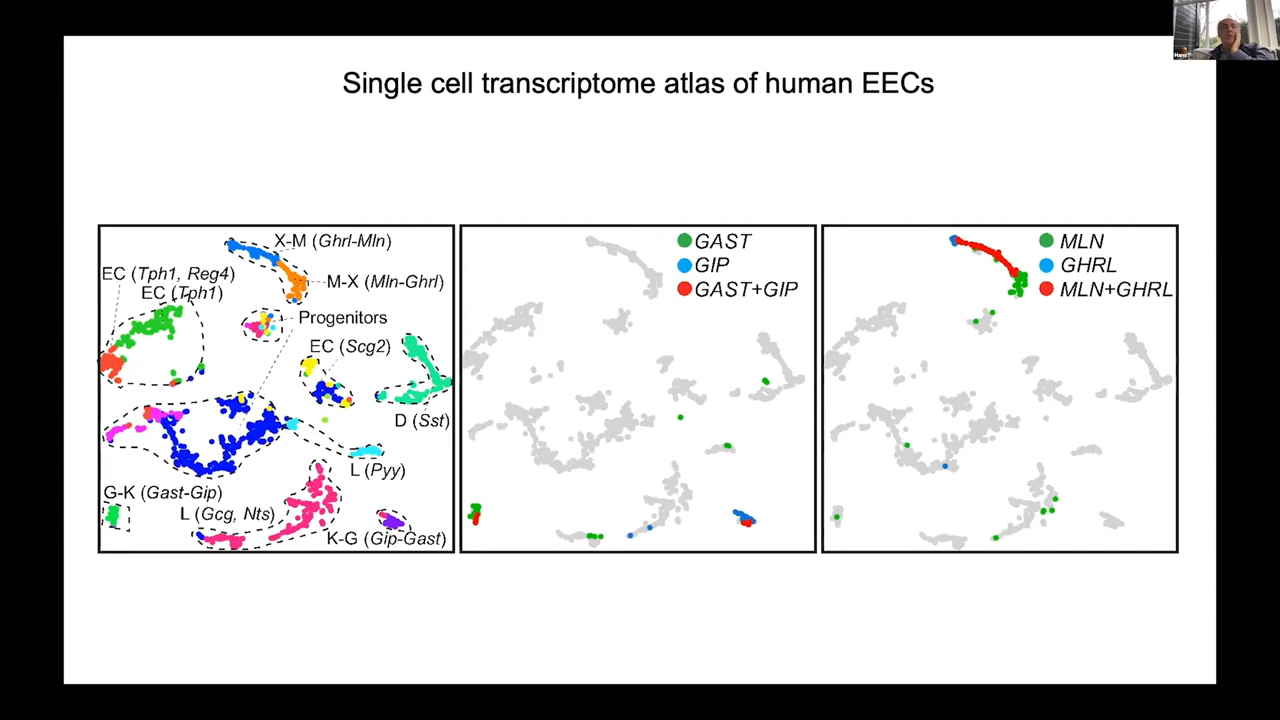 Single cell transcriptome atlas of human EECs
X-M (Ghrl-Mln)
EC (Tph1, Reg4)
EC (Tph1)
M-X (Mln-Ghrl)
Progenitors
EC (Scg2)
D (Sst)
L (Pyy)
G-K (Gast-Gip)
L (Gcg, Nts)
K-G (Gip-Gast)
GAST
GIP
GAST+GIP
MLN
GHRL
MLN+GHRL